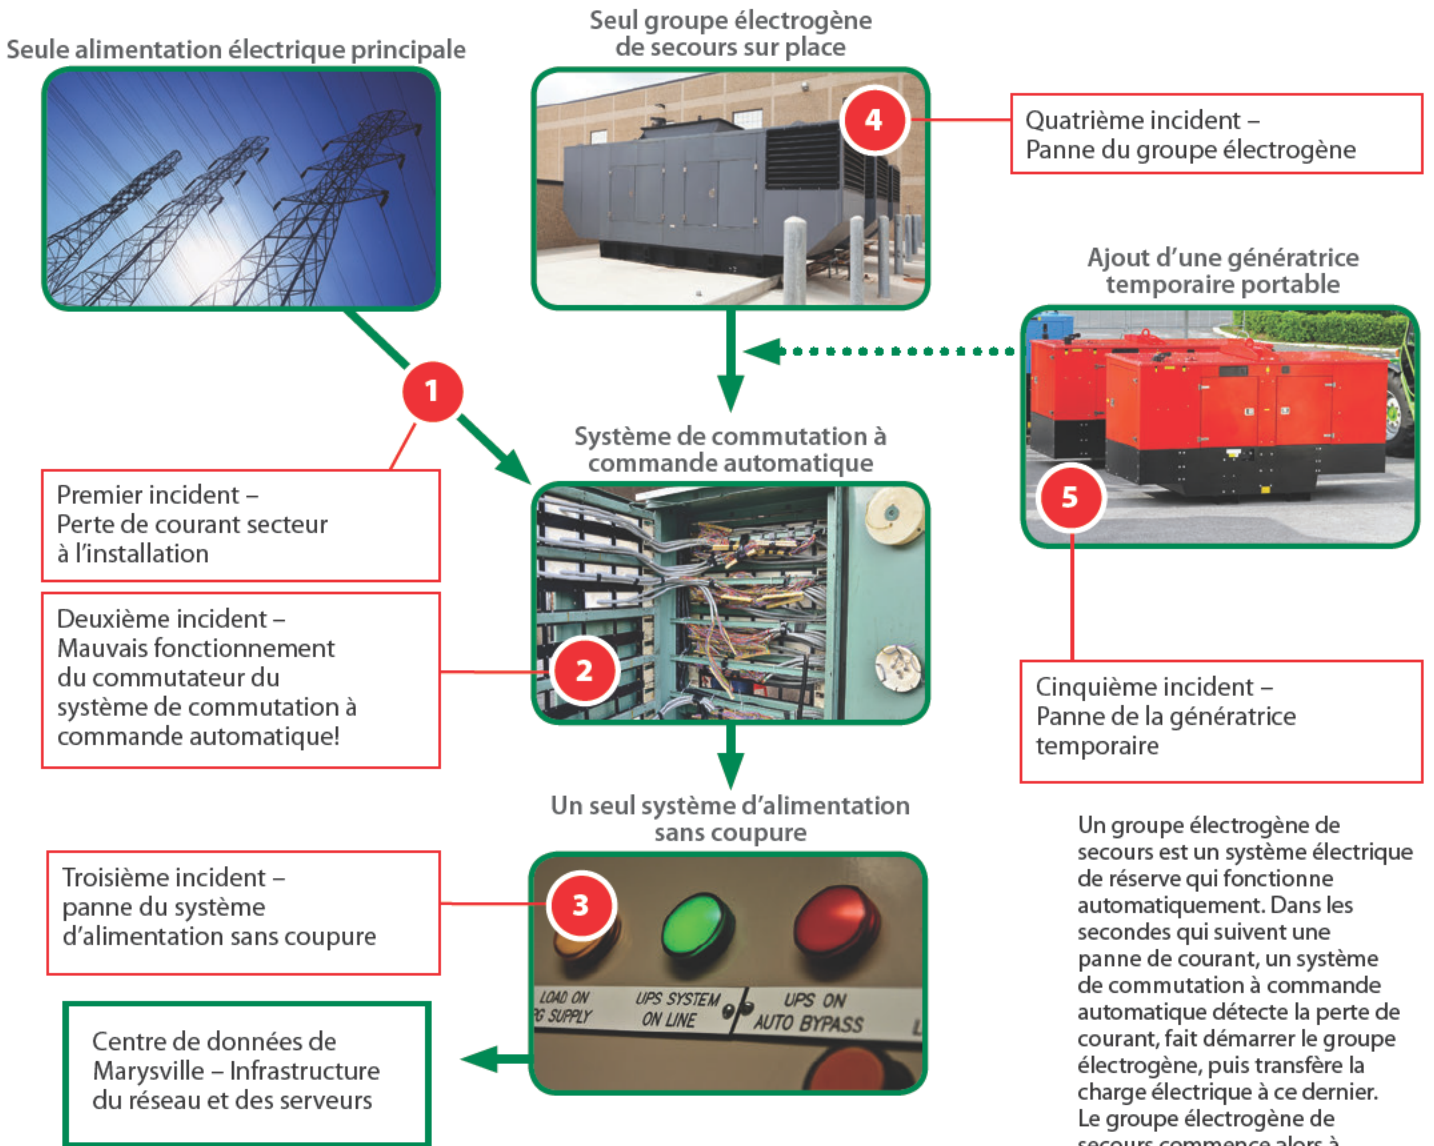 Seule alimentation électrique principale
Seul groupe électrogène
de secours sur place
4
Quatrième incident –
Panne du groupe électrogène
Ajout d’une génératrice
temporaire portable
1
Système de commutation à
commande automatique
Premier incident –
Perte de courant secteur
à l’installation
5
Deuxième incident –
Mauvais fonctionnement
du commutateur du
système de commutation à
commande automatique!
2
Cinquième incident –
Panne de la génératrice
temporaire
Un seul système d’alimentation
sans coupure
Troisième incident –
panne du système
d’alimentation sans coupure
3
LOAD ON
SUPPLY
UPS SYSTEM
ON LINE
UPS ON
AUTO BYPASS
Centre de données de
Marysville – Infrastructure
du réseau et des serveurs
Un groupe électrogène de
secours est un système électrique
de réserve qui fonctionne
automatiquement. Dans les
secondes qui suivent une
panne de courant, un système
de commutation à commande
automatique détecte la perte de
courant, fait démarrer le groupe
électrogène, puis transfère la
charge électrique à ce dernier.
Le groupe électrogène de
secours commence alors à